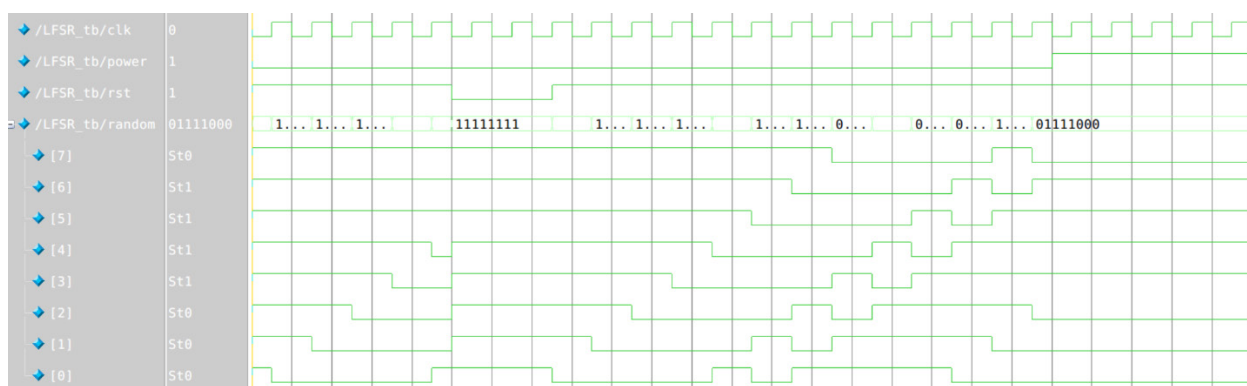 /LFSR_tb/clk 0
/LFSR_tb/power 1
/LFSR_tb/rst 1
/LFSR_tb/random 01111000 1... 1... 1... 11111111 1... 1... 1... 1... 1... 0... 0... 0... 1... 01111000
[7] St0
[6] St1
[5] St1
[4] St1
[3] St1
[2] St0
[1] St0
[0] St0